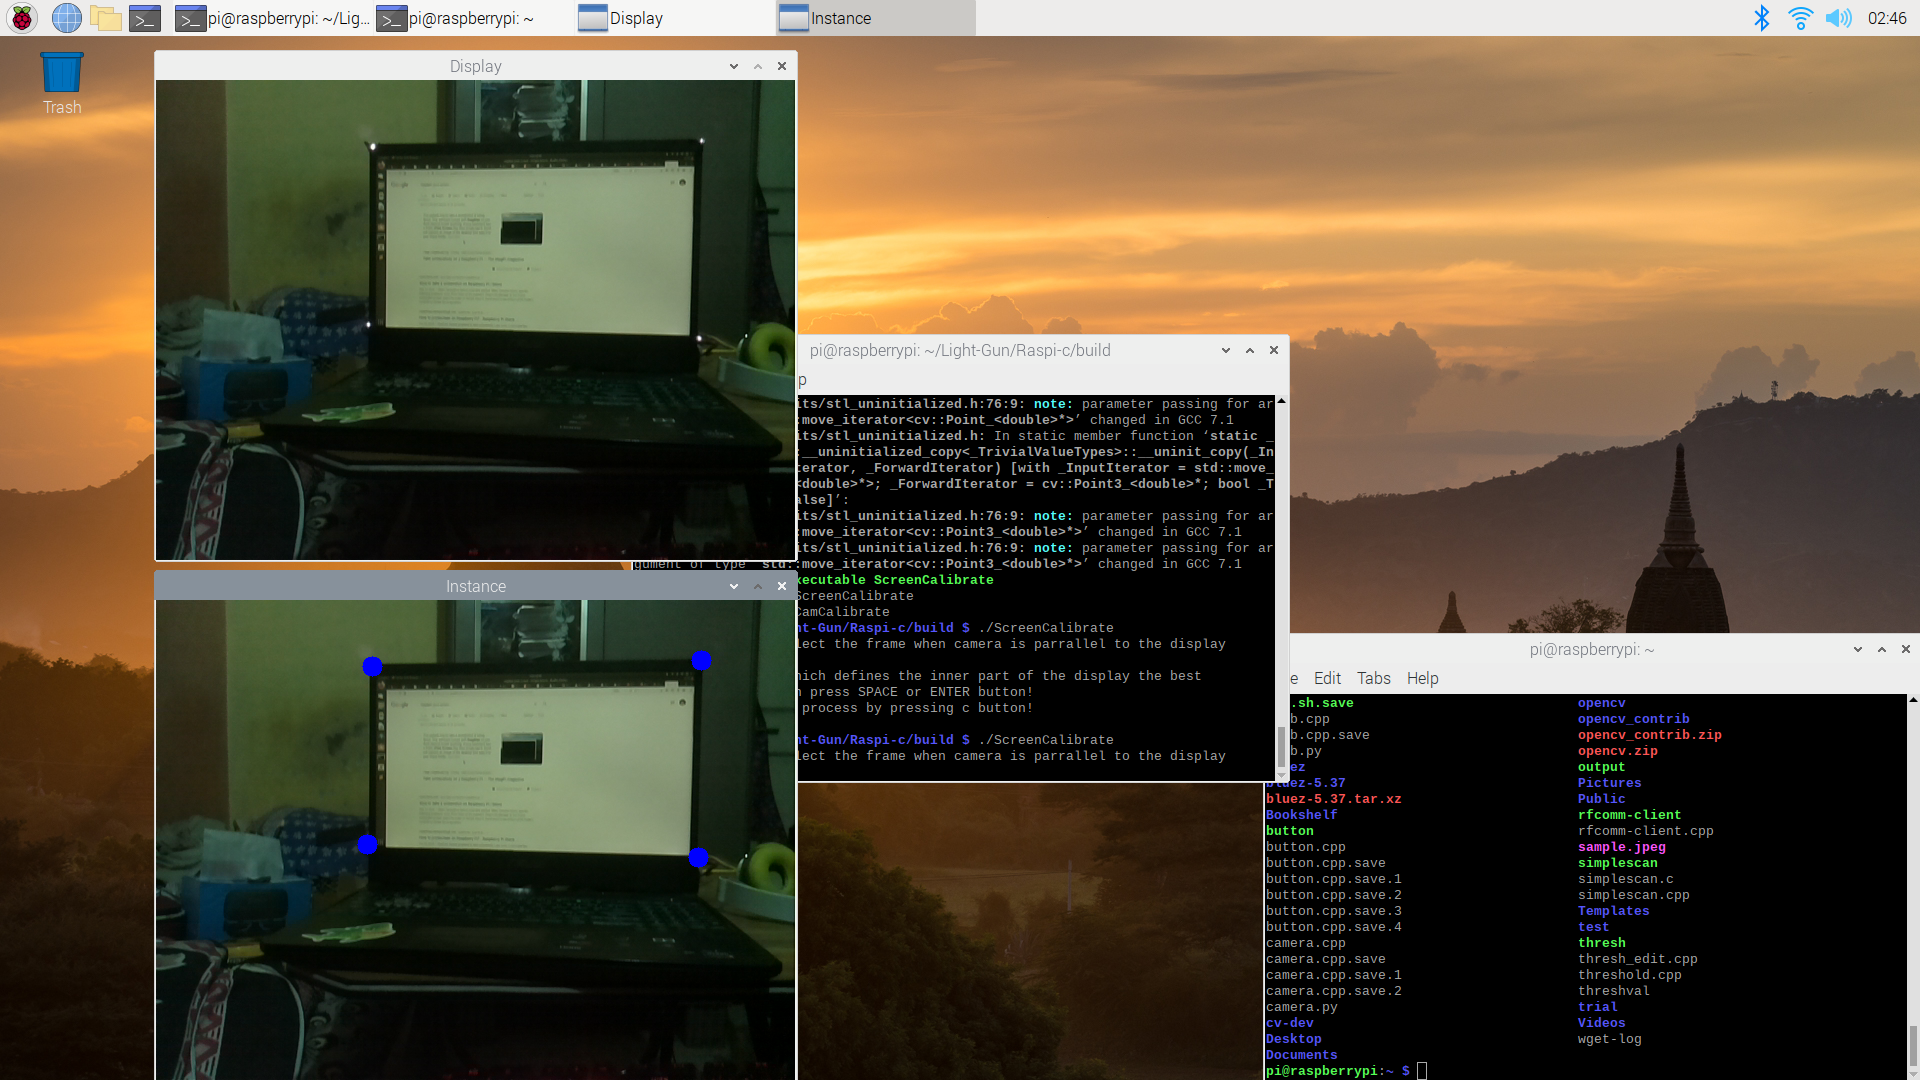 pi@raspberrypi: ~/Lig...
pi@raspberrypi: ~
Display
Instance
02:46
Trash
Display
pi@raspberrypi: ~/Light-Gun/Raspi-c/build
p
its/stl_uninitialized.h:76:9: note: parameter passing for ar
:move_iterator<cv::Point_<double>*>’ changed in GCC 7.1
its/stl_uninitialized.h: In static member function ‘static _
:__uninitialized_copy<_TrivialValueTypes>::__uninit_copy(_In
terator, _ForwardIterator) [with _InputIterator = std::move_
<double>*>; _ForwardIterator = cv::Point3_<double>*; bool _T
alse]’:
its/stl_uninitialized.h:76:9: note: parameter passing for ar
:move_iterator<cv::Point3_<double>*>’ changed in GCC 7.1
its/stl_uninitialized.h:76:9: note: parameter passing for ar
gument of type ‘std::move_iterator<cv::Point3_<double>*>’ changed in GCC 7.1
xecutable ScreenCalibrate
ScreenCalibrate
CamCalibrate
ht-Gun/Raspi-c/build $ ./ScreenCalibrate
lect the frame when camera is parrallel to the display
hich defines the inner part of the display the best
n press SPACE or ENTER button!
process by pressing c button!
ht-Gun/Raspi-c/build $ ./ScreenCalibrate
lect the frame when camera is parrallel to the display
Instance
pi@raspberrypi: ~
e Edit Tabs Help
.sh.save opencv
b.cpp opencv_contrib
b.cpp.save opencv_contrib.zip
b.py opencv.zip
ez output
bluez-5.37 Pictures
bluez-5.37.tar.xz Public
Bookshelf rfcomm-client
button rfcomm-client.cpp
button.cpp sample.jpeg
button.cpp.save simplescan
button.cpp.save.1 simplescan.c
button.cpp.save.2 simplescan.cpp
button.cpp.save.3 Templates
button.cpp.save.4 test
camera.cpp thresh
camera.cpp.save thresh_edit.cpp
camera.cpp.save.1 threshold.cpp
camera.cpp.save.2 threshval
camera.py trial
cv-dev Videos
Desktop wget-log
Documents
pi@raspberrypi:~ $